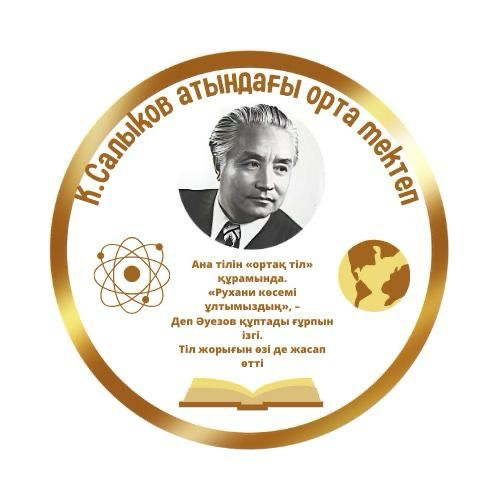 К.Салықов атындағы орта мектеп
Ана тілін «ортақ тіл»
құрамында.
«Рухани көсемі
ұлтымыздың», –
Деп Әуезов құптады ғұрпын
ізгі.
Тіл жорығын өзі де жасап
өтті